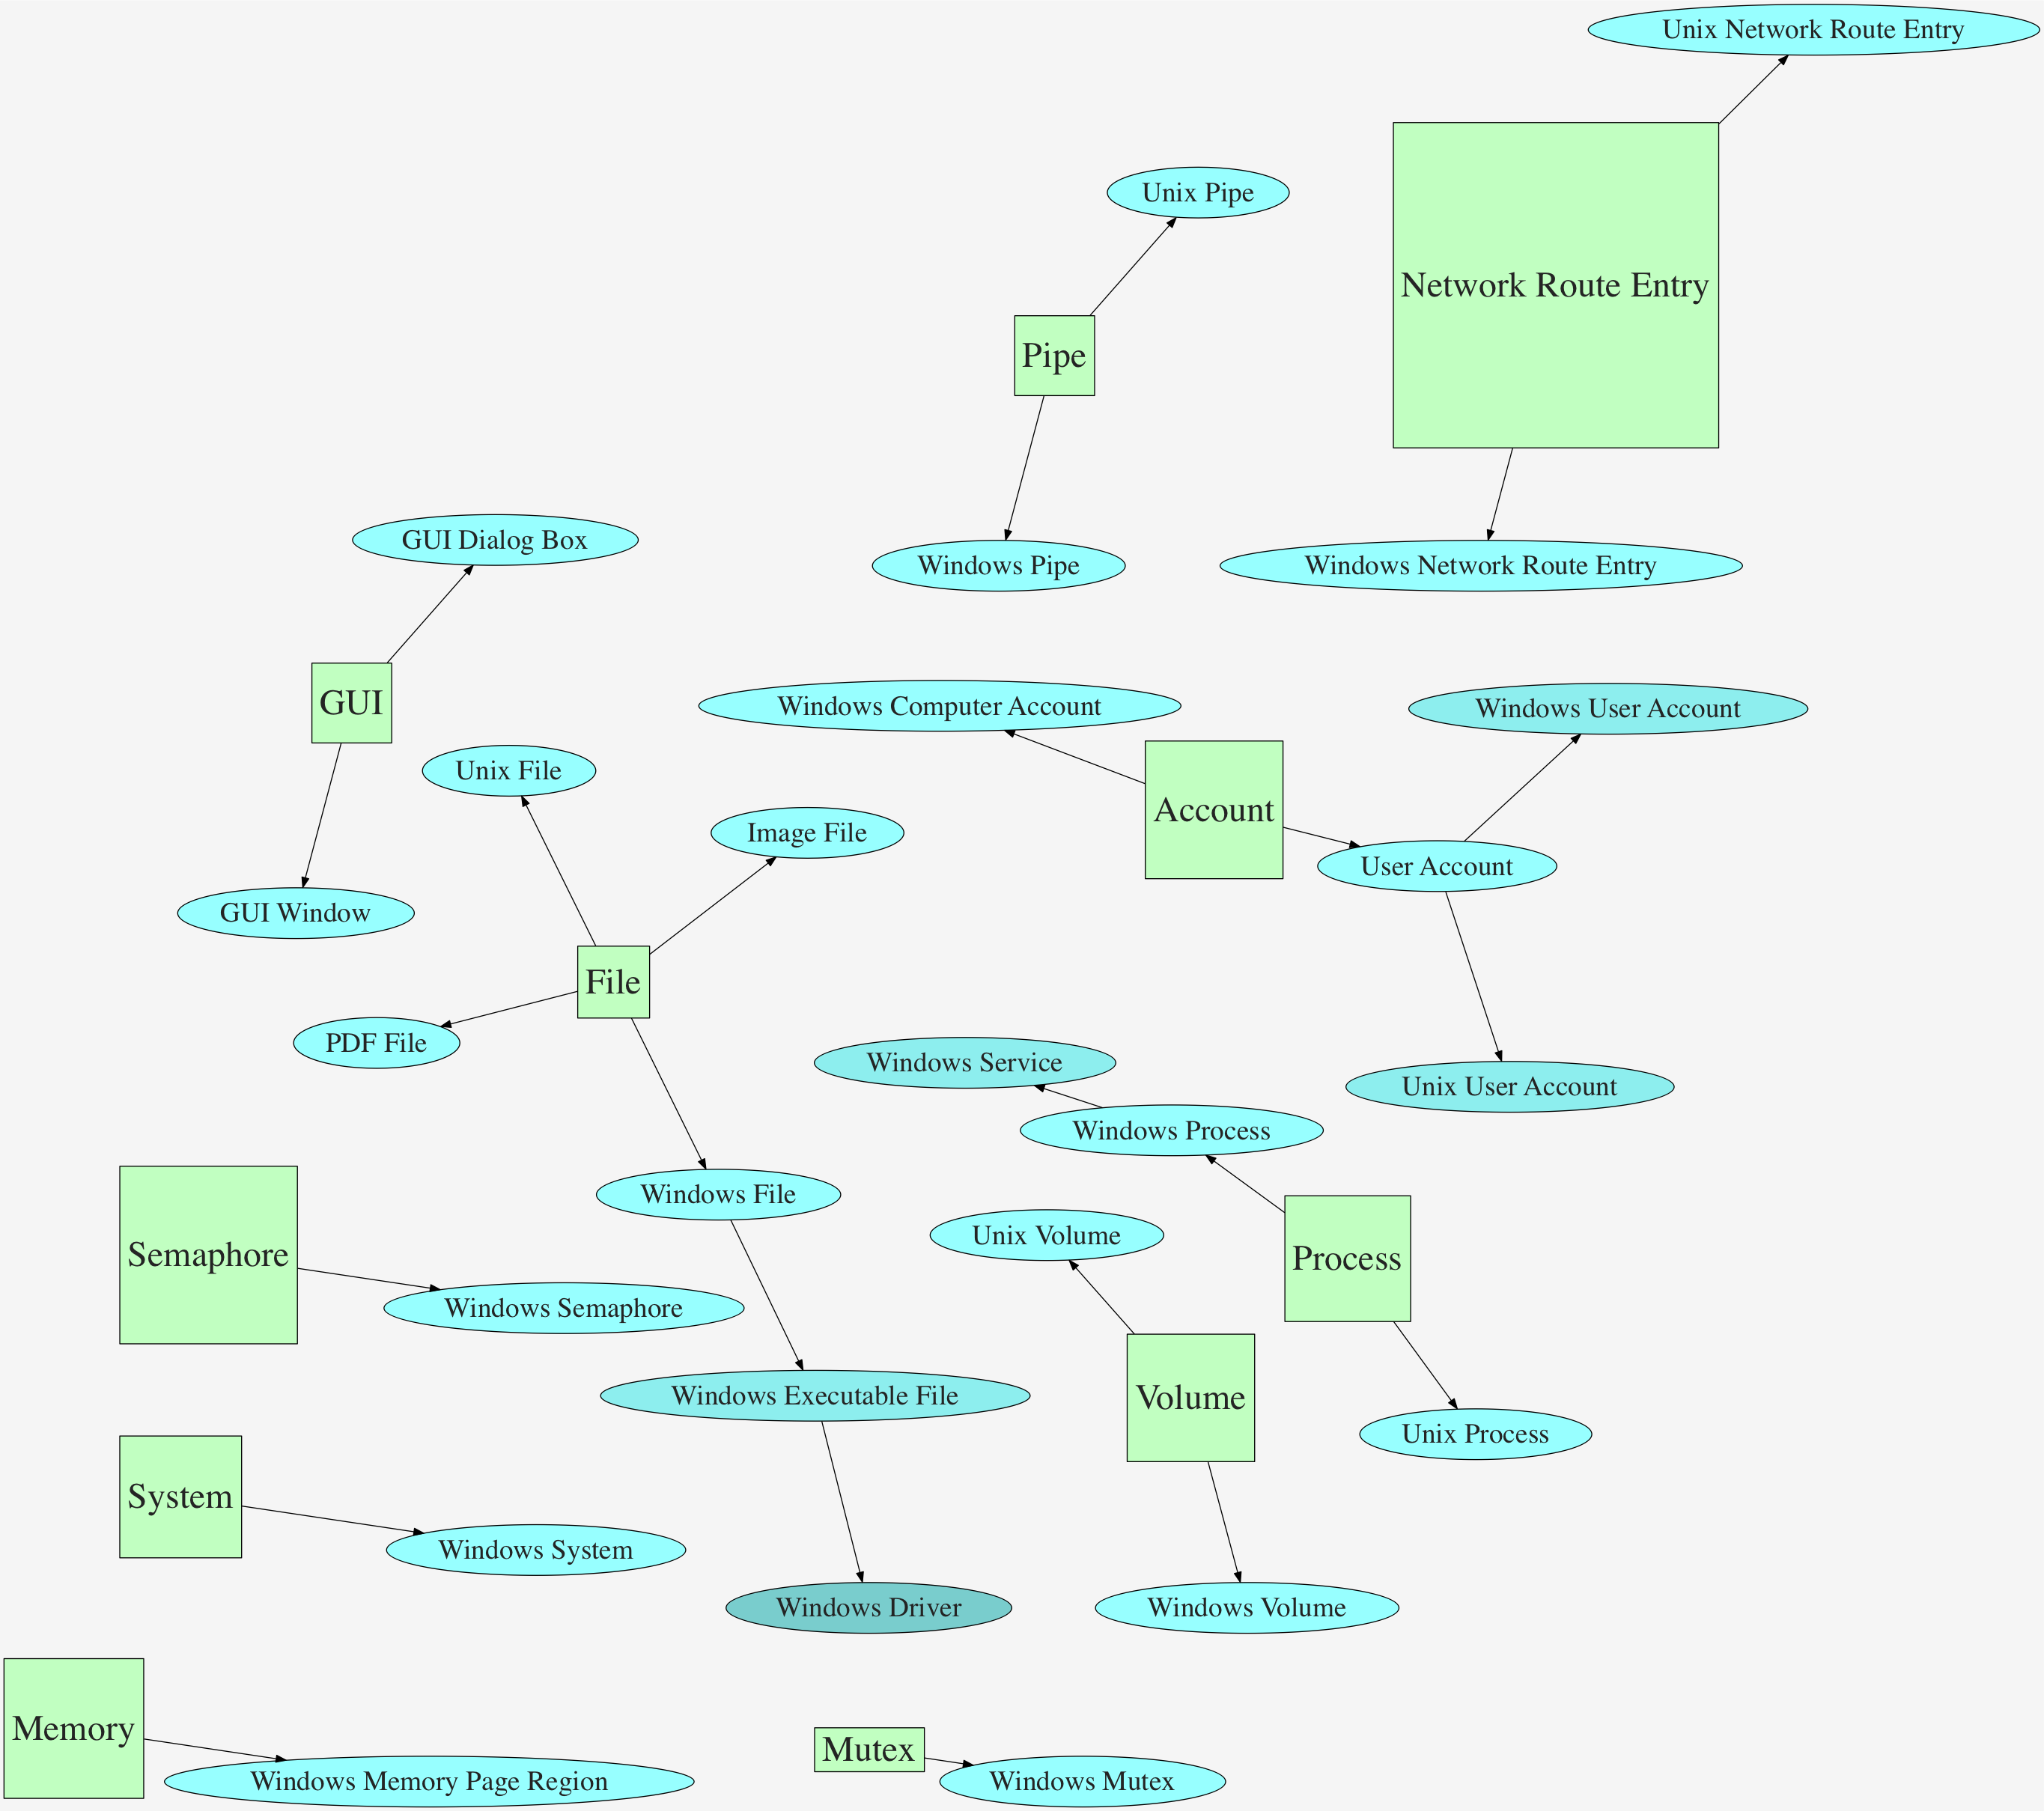 Unix Network Route Entry
Unix Pipe
Network Route Entry
Pipe
GUI Dialog Box
Windows Pipe
Windows Network Route Entry
GUI
Windows Computer Account
Windows User Account
Unix File
Account
Image File
User Account
GUI Window
File
PDF File
Windows Service
Unix User Account
Windows Process
Windows File
Unix Volume
Semaphore
Process
Windows Semaphore
Windows Executable File
Volume
Unix Process
System
Windows System
Windows Driver
Windows Volume
Memory
Mutex
Windows Memory Page Region
Windows Mutex